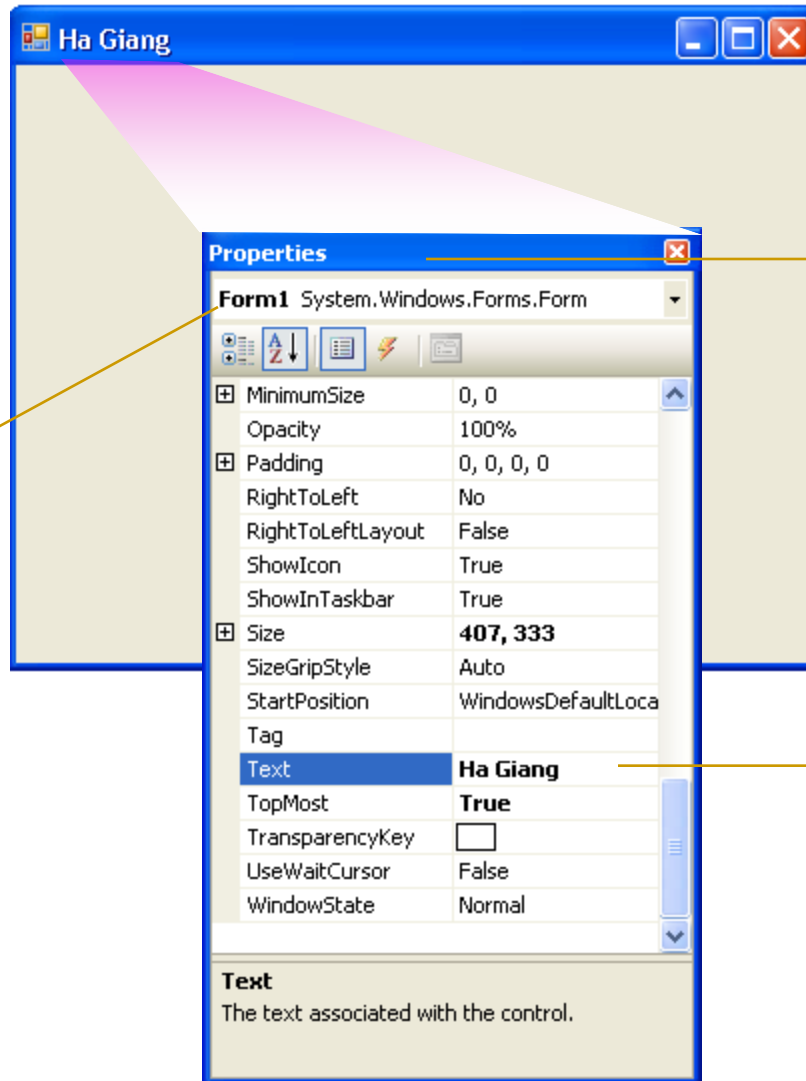 Ha Giang
Properties
Form1 System.Windows.Forms.Form
MinimumSize 0, 0
Opacity 100%
Padding 0, 0, 0, 0
RightToLeft No
RightToLeftLayout False
ShowIcon True
ShowInTaskbar True
Size 407, 333
SizeGripStyle Auto
StartPosition WindowsDefaultLoca
Tag
Text Ha Giang
TopMost True
TransparencyKey
UseWaitCursor False
WindowState Normal
Text
The text associated with the control.